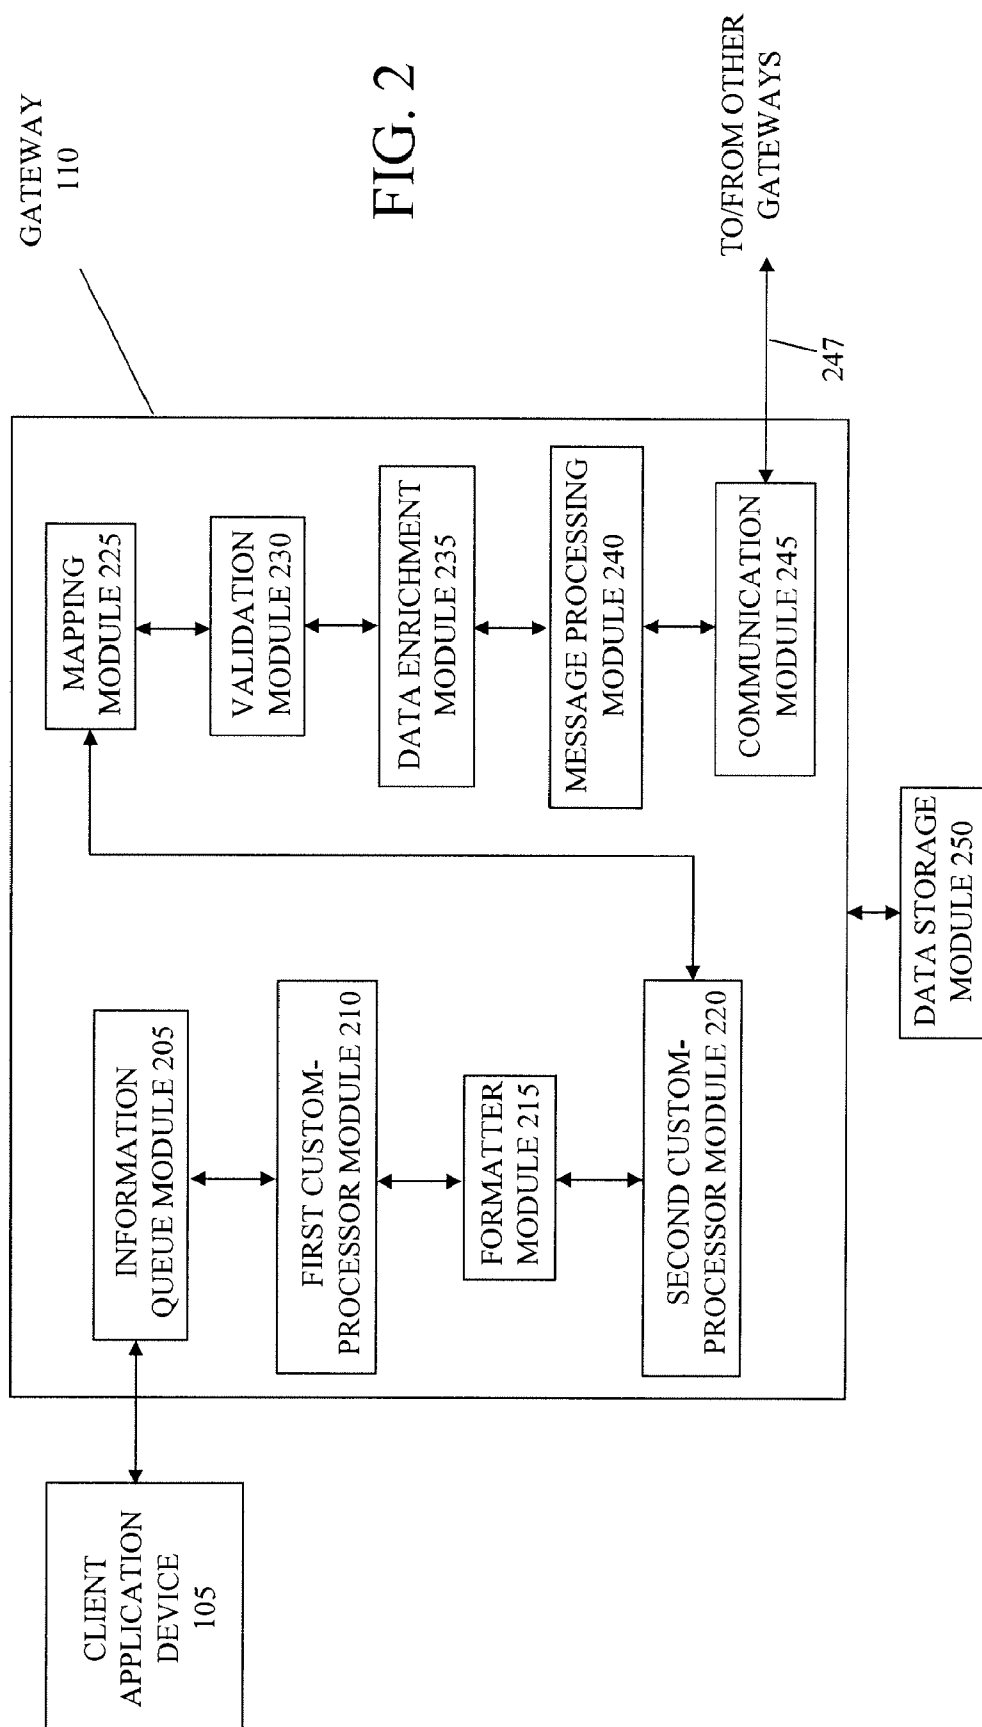 GATEWAY
110
FIG. 2
CLIENT
APPLICATION
DEVICE
105
INFORMATION
QUEUE MODULE 205
FIRST CUSTOM-
PROCESSOR MODULE 210
FORMATTER
MODULE 215
SECOND CUSTOM-
PROCESSOR MODULE 220
MAPPING
MODULE 225
VALIDATION
MODULE 230
DATA ENRICHMENT
MODULE 235
MESSAGE PROCESSING
MODULE 240
COMMUNICATION
MODULE 245
247
TO/FROM OTHER
GATEWAYS
DATA STORAGE
MODULE 250